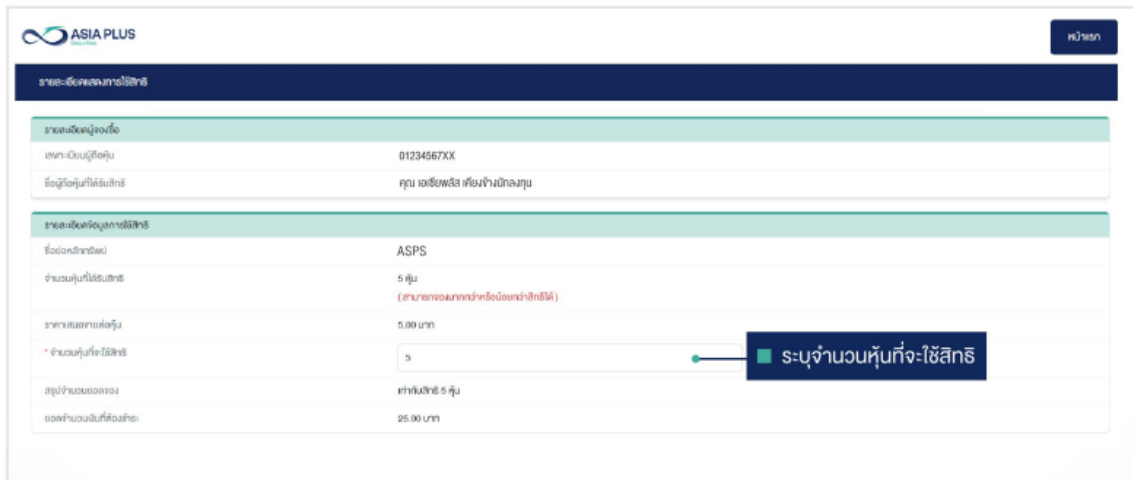 ASIA PLUS
Securities
หน้าแรก
รายละเอียดแสดงการใช้สิทธิ
รายละเอียดผู้จองซื้อ
เลขทะเบียนผู้ถือหุ้น 01234567XX
ชื่อผู้ถือหุ้นที่ได้รับสิทธิ คุณ เอเซียพลัส เคียงข้างนักลงทุน
รายละเอียดข้อมูลการใช้สิทธิ
ชื่อย่อหลักทรัพย์ ASPS
จำนวนหุ้นที่ได้รับสิทธิ 5 หุ้น
(สามารถจองมากกว่าหรือน้อยกว่าสิทธิได้)
ราคาเสนอขายต่อหุ้น 5.00 บาท
* จำนวนหุ้นที่จะใช้สิทธิ 5
ระบุจำนวนหุ้นที่จะใช้สิทธิ
สรุปจำนวนยอดจอง เท่ากับสิทธิ 5 หุ้น
ยอดจำนวนเงินที่ต้องชำระ 25.00 บาท